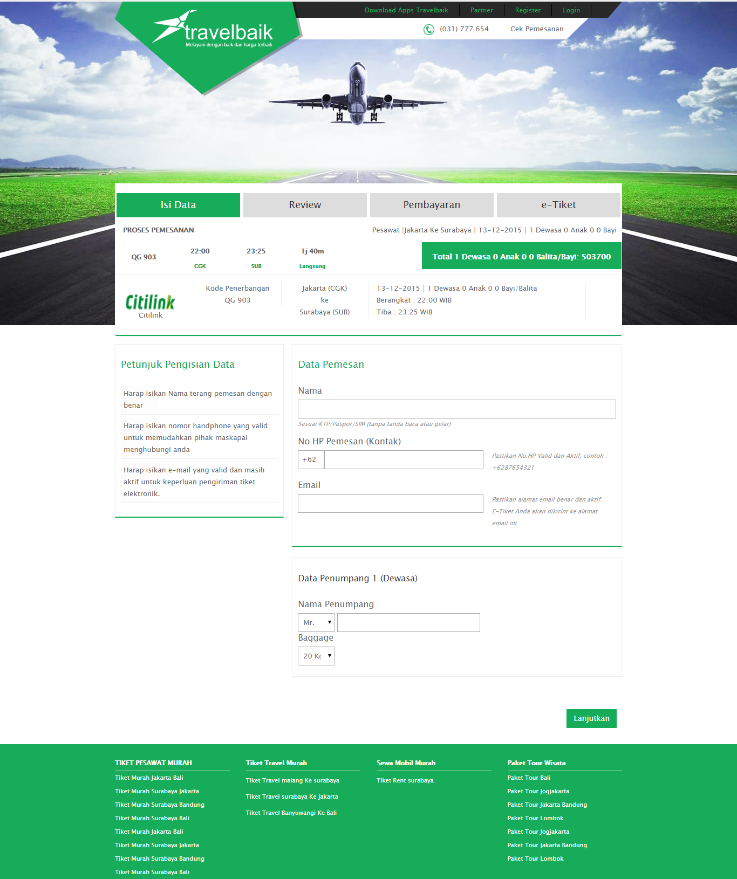 Download Apps Travelbaik
Partner
Register
Login
travelbaik
Melayani dengan baik dan harga terbaik
(031) 777 654
Cek Pemesanan
Isi Data
Review
Pembayaran
e-Tiket
PROSES PEMESANAN
Pesawat (Jakarta Ke Surabaya | 13-12-2015 | 1 Dewasa 0 Anak 0 0 Bayi
QG 903
22:00
23:25
1j 40m
CGK
SUB
Langsung
Total 1 Dewasa 0 Anak 0 0 Balita/Bayi: 503700
Citilink
Citilink
Kode Penerbangan
QG 903
Jakarta (CGK)
ke
Surabaya (SUB)
13-12-2015 | 1 Dewasa 0 Anak 0 0 Bayi/Balita
Berangkat : 22:00 WIB
Tiba : 23:25 WIB
Petunjuk Pengisian Data
Harap isikan Nama terang pemesan dengan
benar
Harap isikan nomor handphone yang valid
untuk memudahkan pihak maskapai
menghubungi anda
Harap isikan e-mail yang valid dan masih
aktif untuk keperluan pengiriman tiket
elektronik.
Data Pemesan
Nama
Sesuai KTP/Paspor/SIM (tanpa tanda baca atau gelar)
No HP Pemesan (Kontak)
+62
Pastikan No.HP Valid dan Aktif, contoh :
+6287654321
Email
Pastikan alamat email benar dan aktif.
E-Tiket Anda akan dikirim ke alamat
email ini
Data Penumpang 1 (Dewasa)
Nama Penumpang
Mr.
Baggage
20 Kg
Lanjutkan
TIKET PESAWAT MURAH
Tiket Murah Jakarta Bali
Tiket Murah Surabaya Jakarta
Tiket Murah Surabaya Bandung
Tiket Murah Surabaya Bali
Tiket Murah Jakarta Bali
Tiket Murah Surabaya Jakarta
Tiket Murah Surabaya Bandung
Tiket Murah Surabaya Bali
Tiket Travel Murah
Tiket Travel malang Ke surabaya
Tiket Travel surabaya Ke Jakarta
Tiket Travel Banyuwangi Ke Bali
Sewa Mobil Murah
Tiket Rent surabaya
Paket Tour Wisata
Paket Tour Bali
Paket Tour Jogjakarta
Paket Tour Jakarta Bandung
Paket Tour Lombok
Paket Tour Jogjakarta
Paket Tour Jakarta Bandung
Paket Tour Lombok